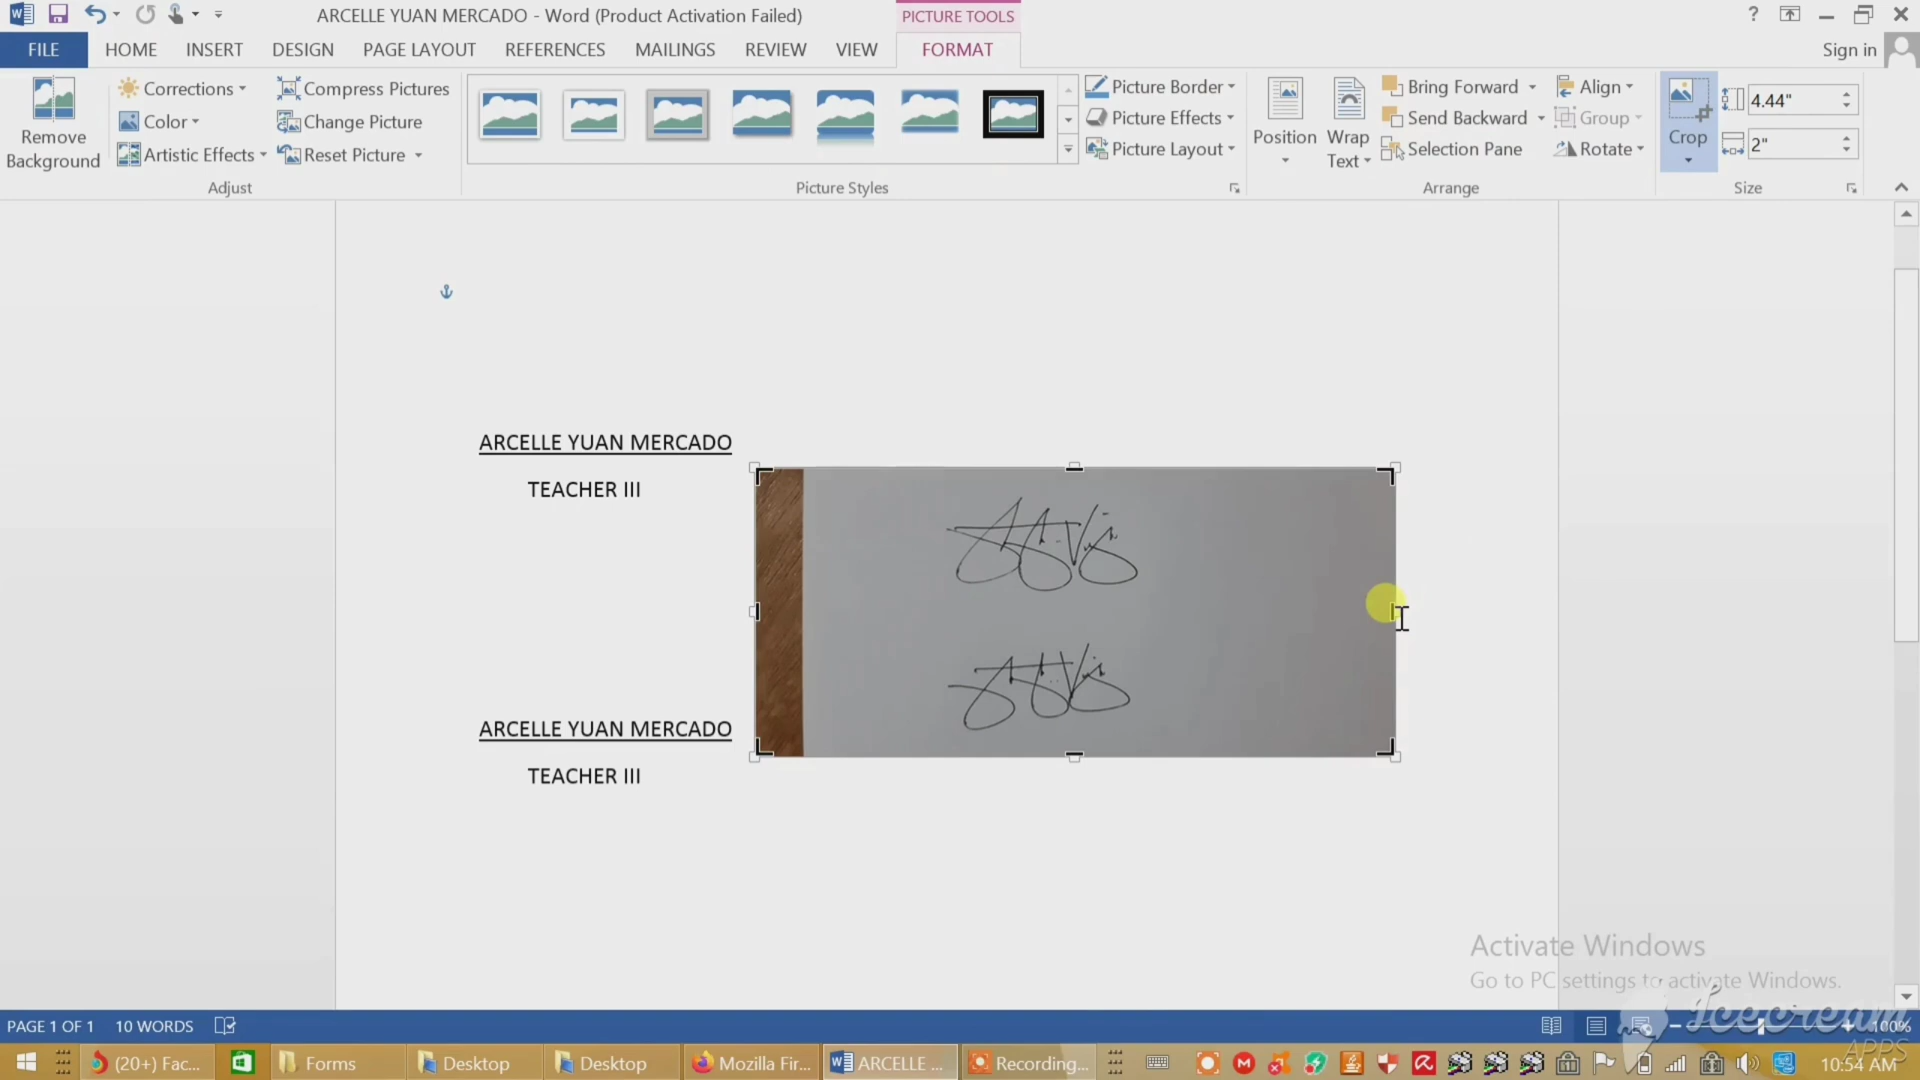 ARCELLE YUAN MERCADO - Word (Product Activation Failed)
PICTURE TOOLS
?
FILE
HOME
INSERT
DESIGN
PAGE LAYOUT
REFERENCES
MAILINGS
REVIEW
VIEW
FORMAT
Sign in
Remove Background
Corrections
Color
Artistic Effects
Compress Pictures
Change Picture
Reset Picture
Picture Border
Picture Effects
Picture Layout
Position
Wrap Text
Bring Forward
Send Backward
Selection Pane
Align
Group
Rotate
Crop
4.44"
2"
Adjust
Picture Styles
Arrange
Size
ARCELLE YUAN MERCADO
TEACHER III
ARCELLE YUAN MERCADO
TEACHER III
Activate Windows
Go to PC settings to activate Windows.
Icecream
APPS
PAGE 1 OF 1
10 WORDS
100%
(20+) Fac...
Forms
Desktop
Desktop
Mozilla Fir...
ARCELLE ...
Recording...
10:54 AM